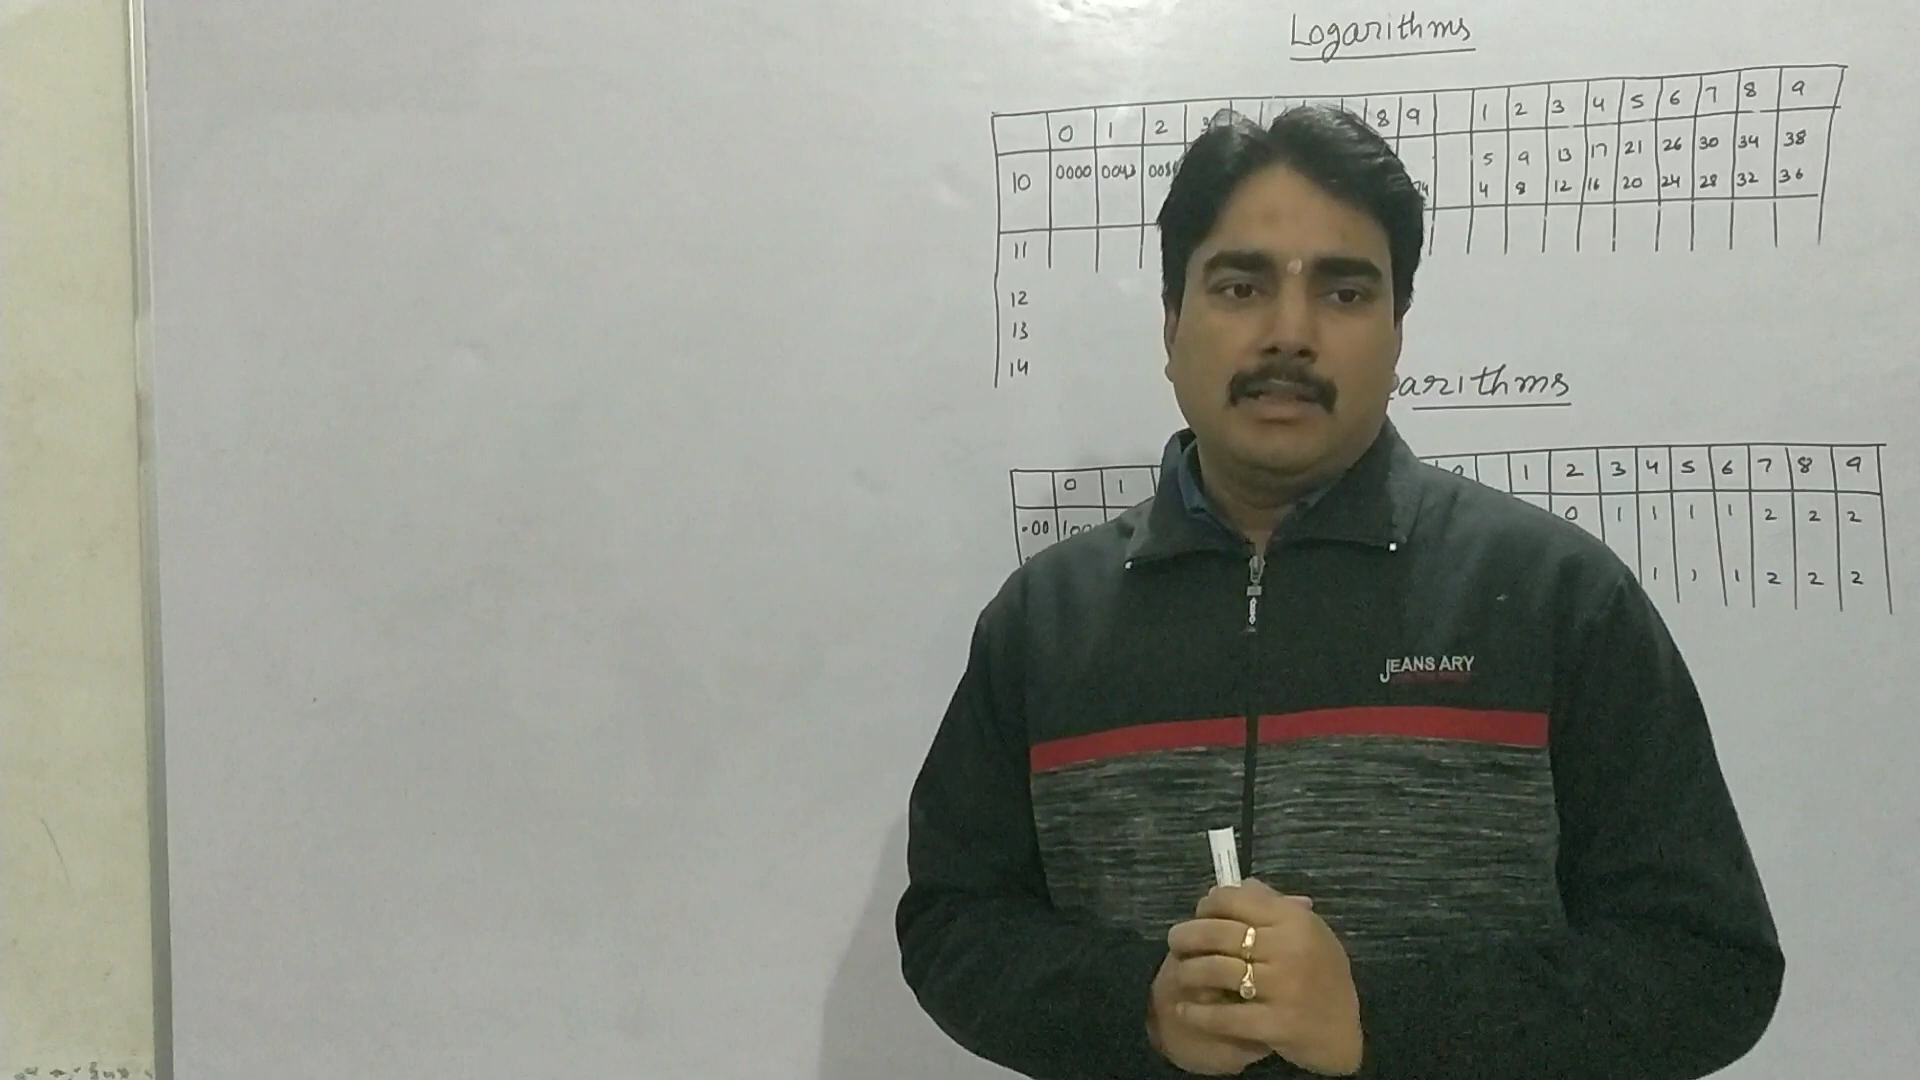 Logarithms
0 1 2 3 8 9 1 2 3 4 5 6 7 8 9
5 9 13 17 21 26 30 34 38
10 0000 0043
4 8 12 16 20 24 28 32 36
11
12
13
14
arithms
0 1 1 2 3 4 5 6 7 8 9
.00 0 1 1 1 1 2 2 2
1 1 1 2 2 2
JEANS ARY